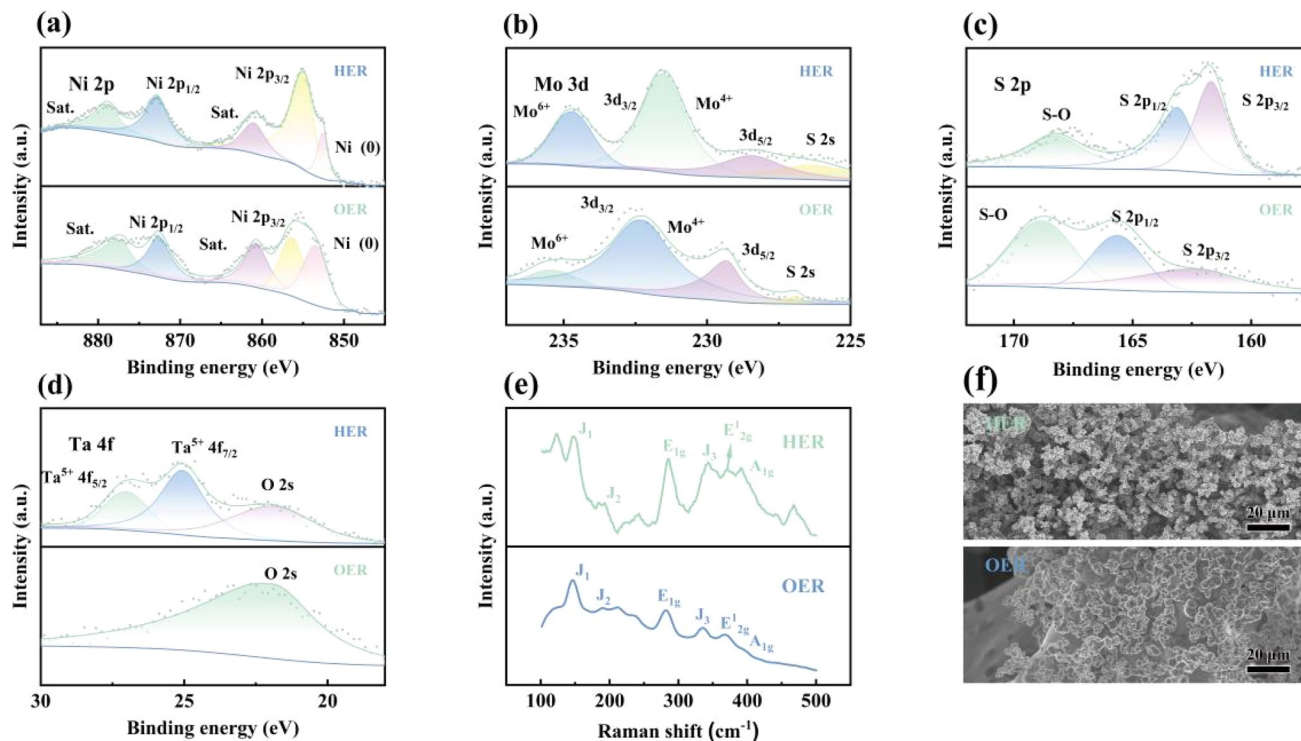 (a)
HER
Ni 2p
Ni 2p1/2
Ni 2p3/2
Sat.
Sat.
Ni (0)
OER
Sat.
Ni 2p1/2
Sat.
Ni 2p3/2
Ni (0)
Intensity (a.u.)
880 870 860 850
Binding energy (eV)
(b)
HER
Mo 3d
Mo6+
3d3/2
Mo4+
3d5/2
S 2s
OER
Mo6+
3d3/2
Mo4+
3d5/2
S 2s
Intensity (a.u.)
235 230 225
Binding energy (eV)
(c)
HER
S 2p
S-O
S 2p1/2
S 2p3/2
OER
S-O
S 2p1/2
S 2p3/2
Intensity (a.u.)
170 165 160
Binding energy (eV)
(d)
HER
Ta 4f
Ta5+ 4f5/2
Ta5+ 4f7/2
O 2s
OER
O 2s
Intensity (a.u.)
30 25 20
Binding energy (eV)
(e)
HER
J1
J2
E1g
J3
E12g
A1g
OER
J1
J2
E1g
J3
E12g
A1g
Intensity (a.u.)
100 200 300 400 500
Raman shift (cm-1)
(f)
HER
20 μm
OER
20 μm